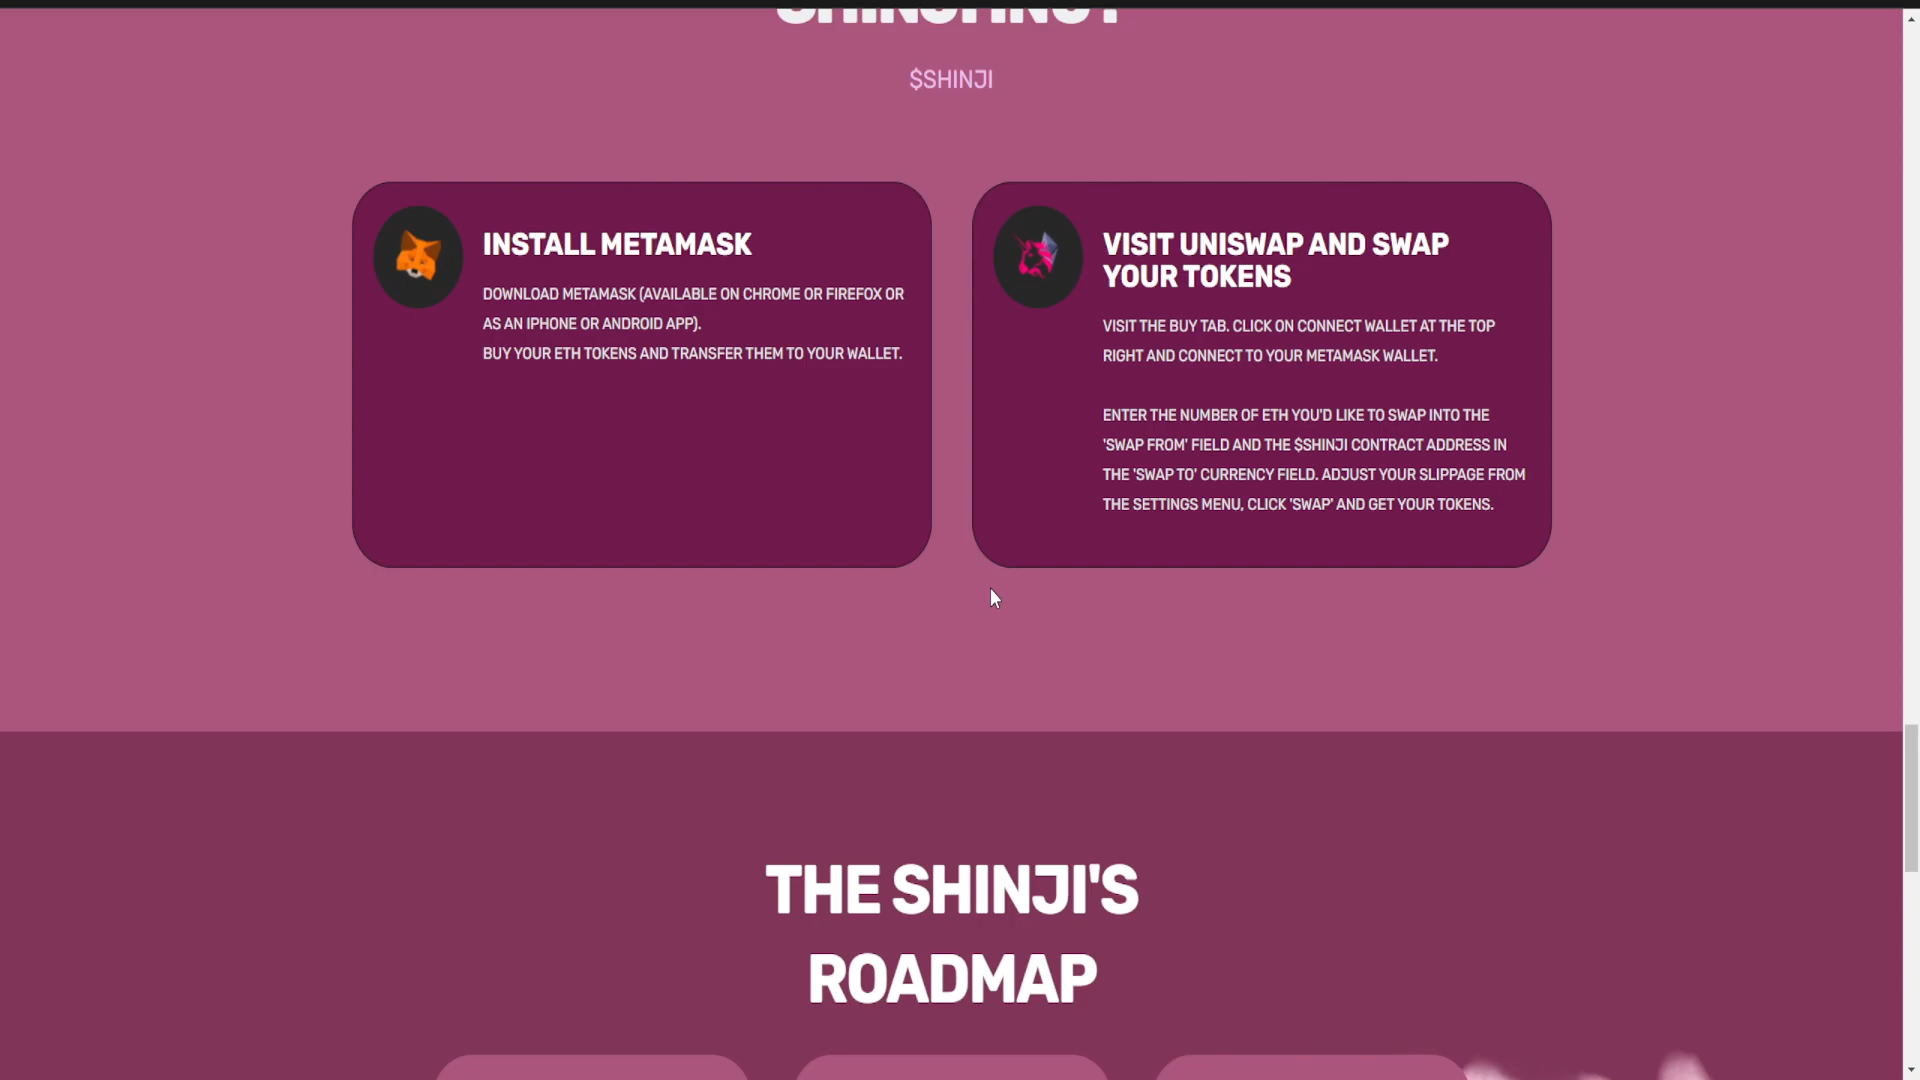 $SHINJI
INSTALL METAMASK
DOWNLOAD METAMASK (AVAILABLE ON CHROME OR FIREFOX OR
AS AN IPHONE OR ANDROID APP).
BUY YOUR ETH TOKENS AND TRANSFER THEM TO YOUR WALLET.
VISIT UNISWAP AND SWAP
YOUR TOKENS
VISIT THE BUY TAB. CLICK ON CONNECT WALLET AT THE TOP
RIGHT AND CONNECT TO YOUR METAMASK WALLET.
ENTER THE NUMBER OF ETH YOU'D LIKE TO SWAP INTO THE
'SWAP FROM' FIELD AND THE $SHINJI CONTRACT ADDRESS IN
THE 'SWAP TO' CURRENCY FIELD. ADJUST YOUR SLIPPAGE FROM
THE SETTINGS MENU, CLICK 'SWAP' AND GET YOUR TOKENS.
THE SHINJI'S
ROADMAP